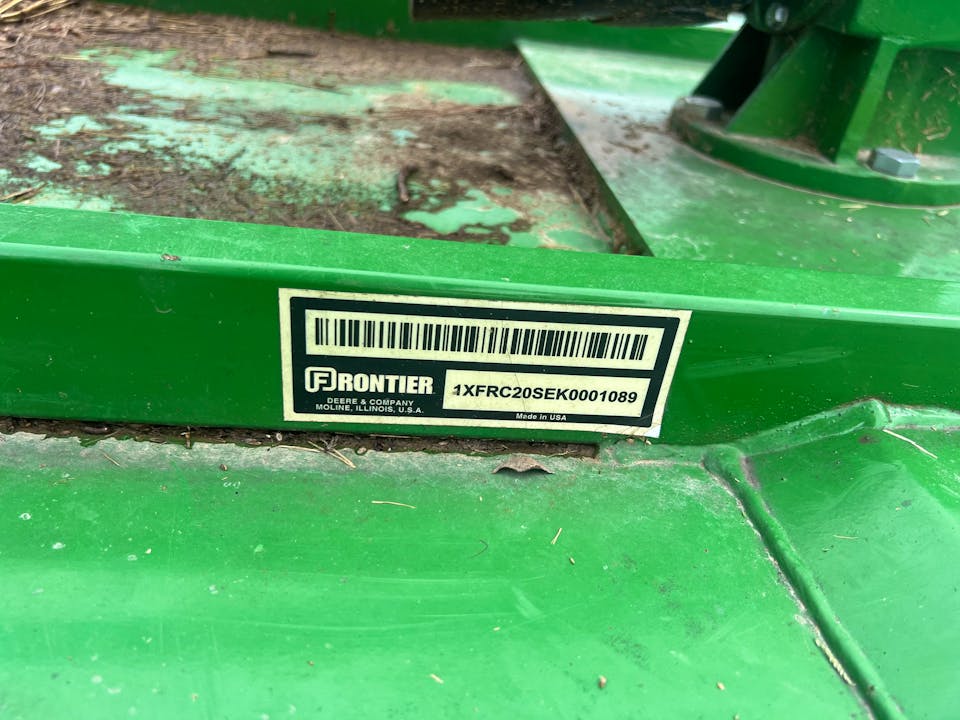 FRONTIER
1XFRC20SEK0001089
DEERE & COMPANY
MOLINE, ILLINOIS, U.S.A.
Made in USA